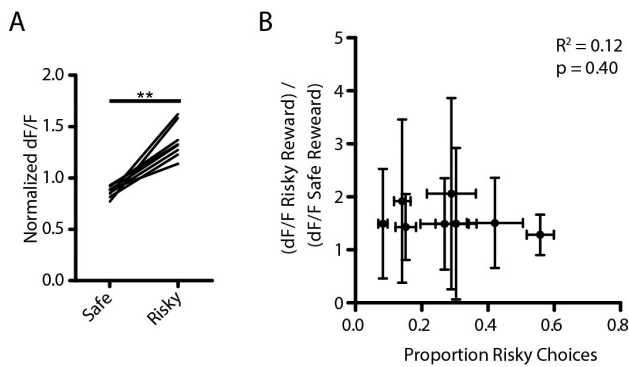 A
Normalized dF/F
2.0
1.5
1.0
0.5
0.0
**
Safe
Risky
B
(dF/F Risky Reward) /
(dF/F Safe Reweard)
5
4
3
2
1
0
R² = 0.12
p = 0.40
0.0 0.2 0.4 0.6 0.8
Proportion Risky Choices